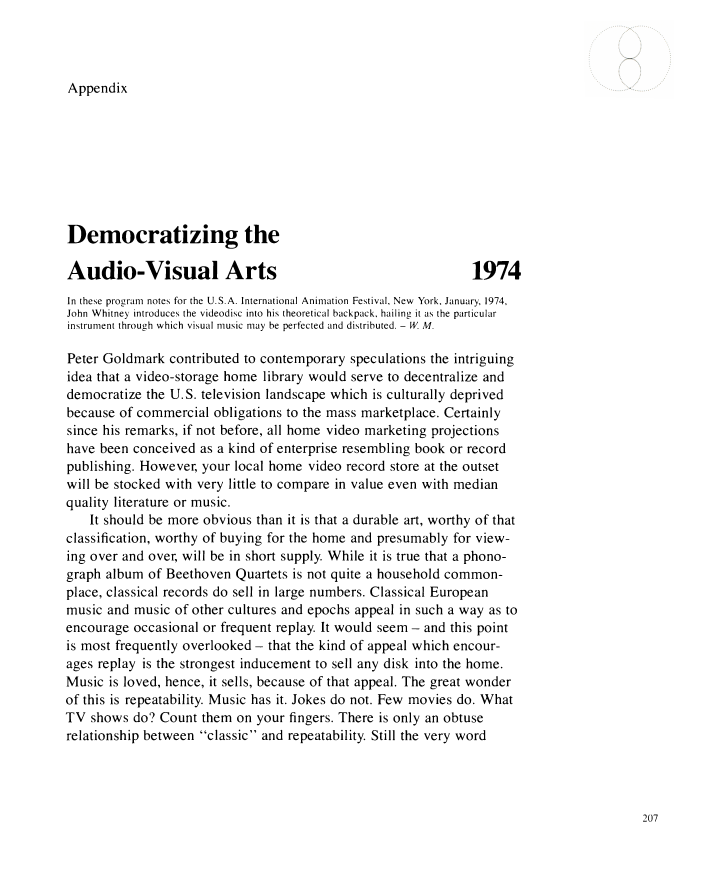 Appendix
Democratizing the
Audio-Visual Arts 1974
In these program notes for the U.S.A. International Animation Festival, New York, January, 1974,
John Whitney introduces the videodisc into his theoretical backpack, hailing it as the particular
instrument through which visual music may be perfected and distributed. – W. M.
Peter Goldmark contributed to contemporary speculations the intriguing
idea that a video-storage home library would serve to decentralize and
democratize the U.S. television landscape which is culturally deprived
because of commercial obligations to the mass marketplace. Certainly
since his remarks, if not before, all home video marketing projections
have been conceived as a kind of enterprise resembling book or record
publishing. However, your local home video record store at the outset
will be stocked with very little to compare in value even with median
quality literature or music.
It should be more obvious than it is that a durable art, worthy of that
classification, worthy of buying for the home and presumably for view-
ing over and over, will be in short supply. While it is true that a phono-
graph album of Beethoven Quartets is not quite a household common-
place, classical records do sell in large numbers. Classical European
music and music of other cultures and epochs appeal in such a way as to
encourage occasional or frequent replay. It would seem – and this point
is most frequently overlooked – that the kind of appeal which encour-
ages replay is the strongest inducement to sell any disk into the home.
Music is loved, hence, it sells, because of that appeal. The great wonder
of this is repeatability. Music has it. Jokes do not. Few movies do. What
TV shows do? Count them on your fingers. There is only an obtuse
relationship between “classic” and repeatability. Still the very word
207